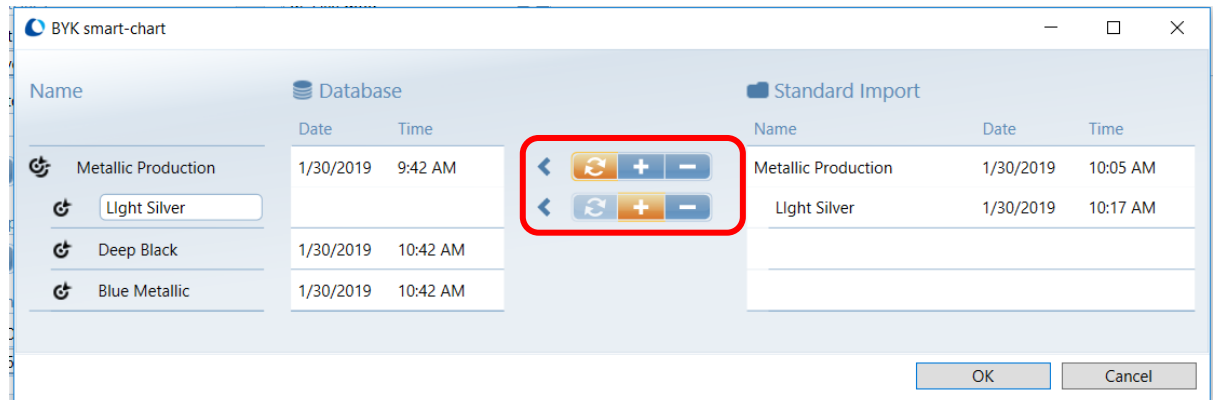 BYK smart-chart
Name Database Standard Import
Date Time Name Date Time
Metallic Production 1/30/2019 9:42 AM Metallic Production 1/30/2019 10:05 AM
LIght Silver LIght Silver 1/30/2019 10:17 AM
Deep Black 1/30/2019 10:42 AM
Blue Metallic 1/30/2019 10:42 AM
OK Cancel